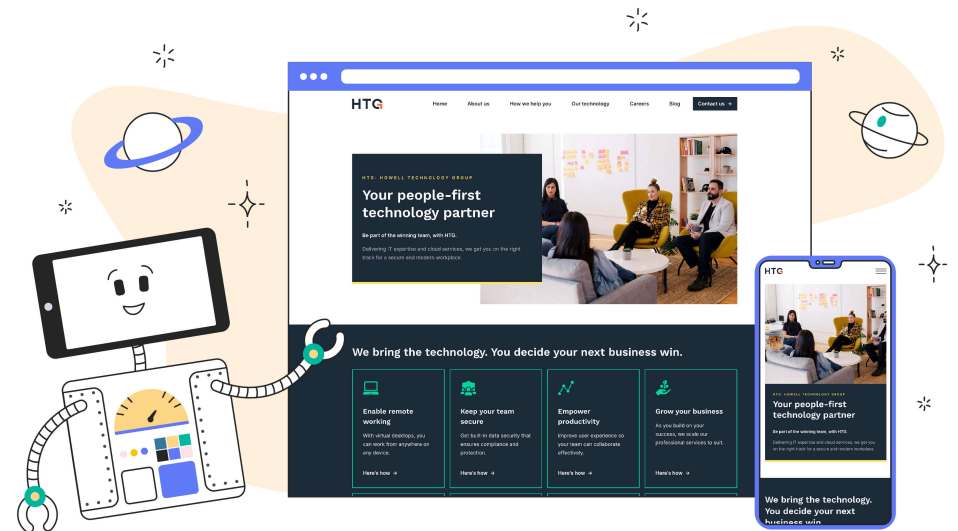 HTG
Home About us How we help you Our technology Careers Blog Contact us →
HTG: HOWELL TECHNOLOGY GROUP
Your people-first
technology partner
Be part of the winning team, with HTG.
Delivering IT expertise and cloud services, we get you on the right
track for a secure and modern workplace.
We bring the technology. You decide your next business win.
Enable remote
working
With virtual desktops, you
can work from anywhere on
any device.
Here's how →
Keep your team
secure
Get built-in data security that
ensures compliance and
protection.
Here's how →
Empower
productivity
Improve user experience so
your team can collaborate
effectively.
Here's how →
Grow your business
As you build on your
success, we scale our
professional services to suit.
Here's how →
HTG
HTG: HOWELL TECHNOLOGY GROUP
Your people-first
technology partner
Be part of the winning team, with HTG.
Delivering IT expertise and cloud services, we get you
on the right track for a secure and modern workplace.
We bring the technology.
You decide your next
business win.